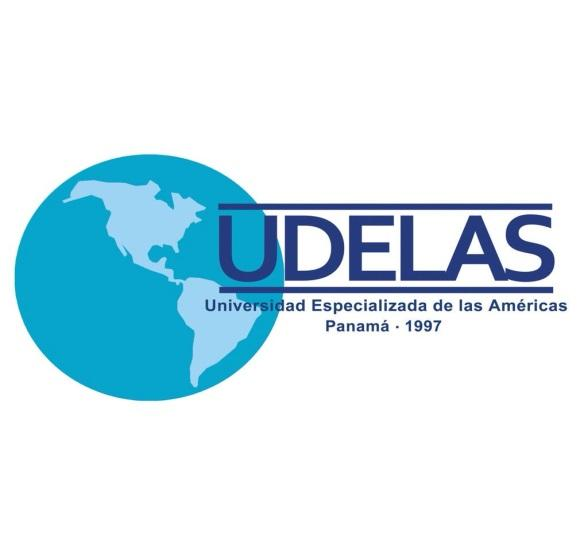 UDELAS
Universidad Especializada de las Américas
Panamá · 1997